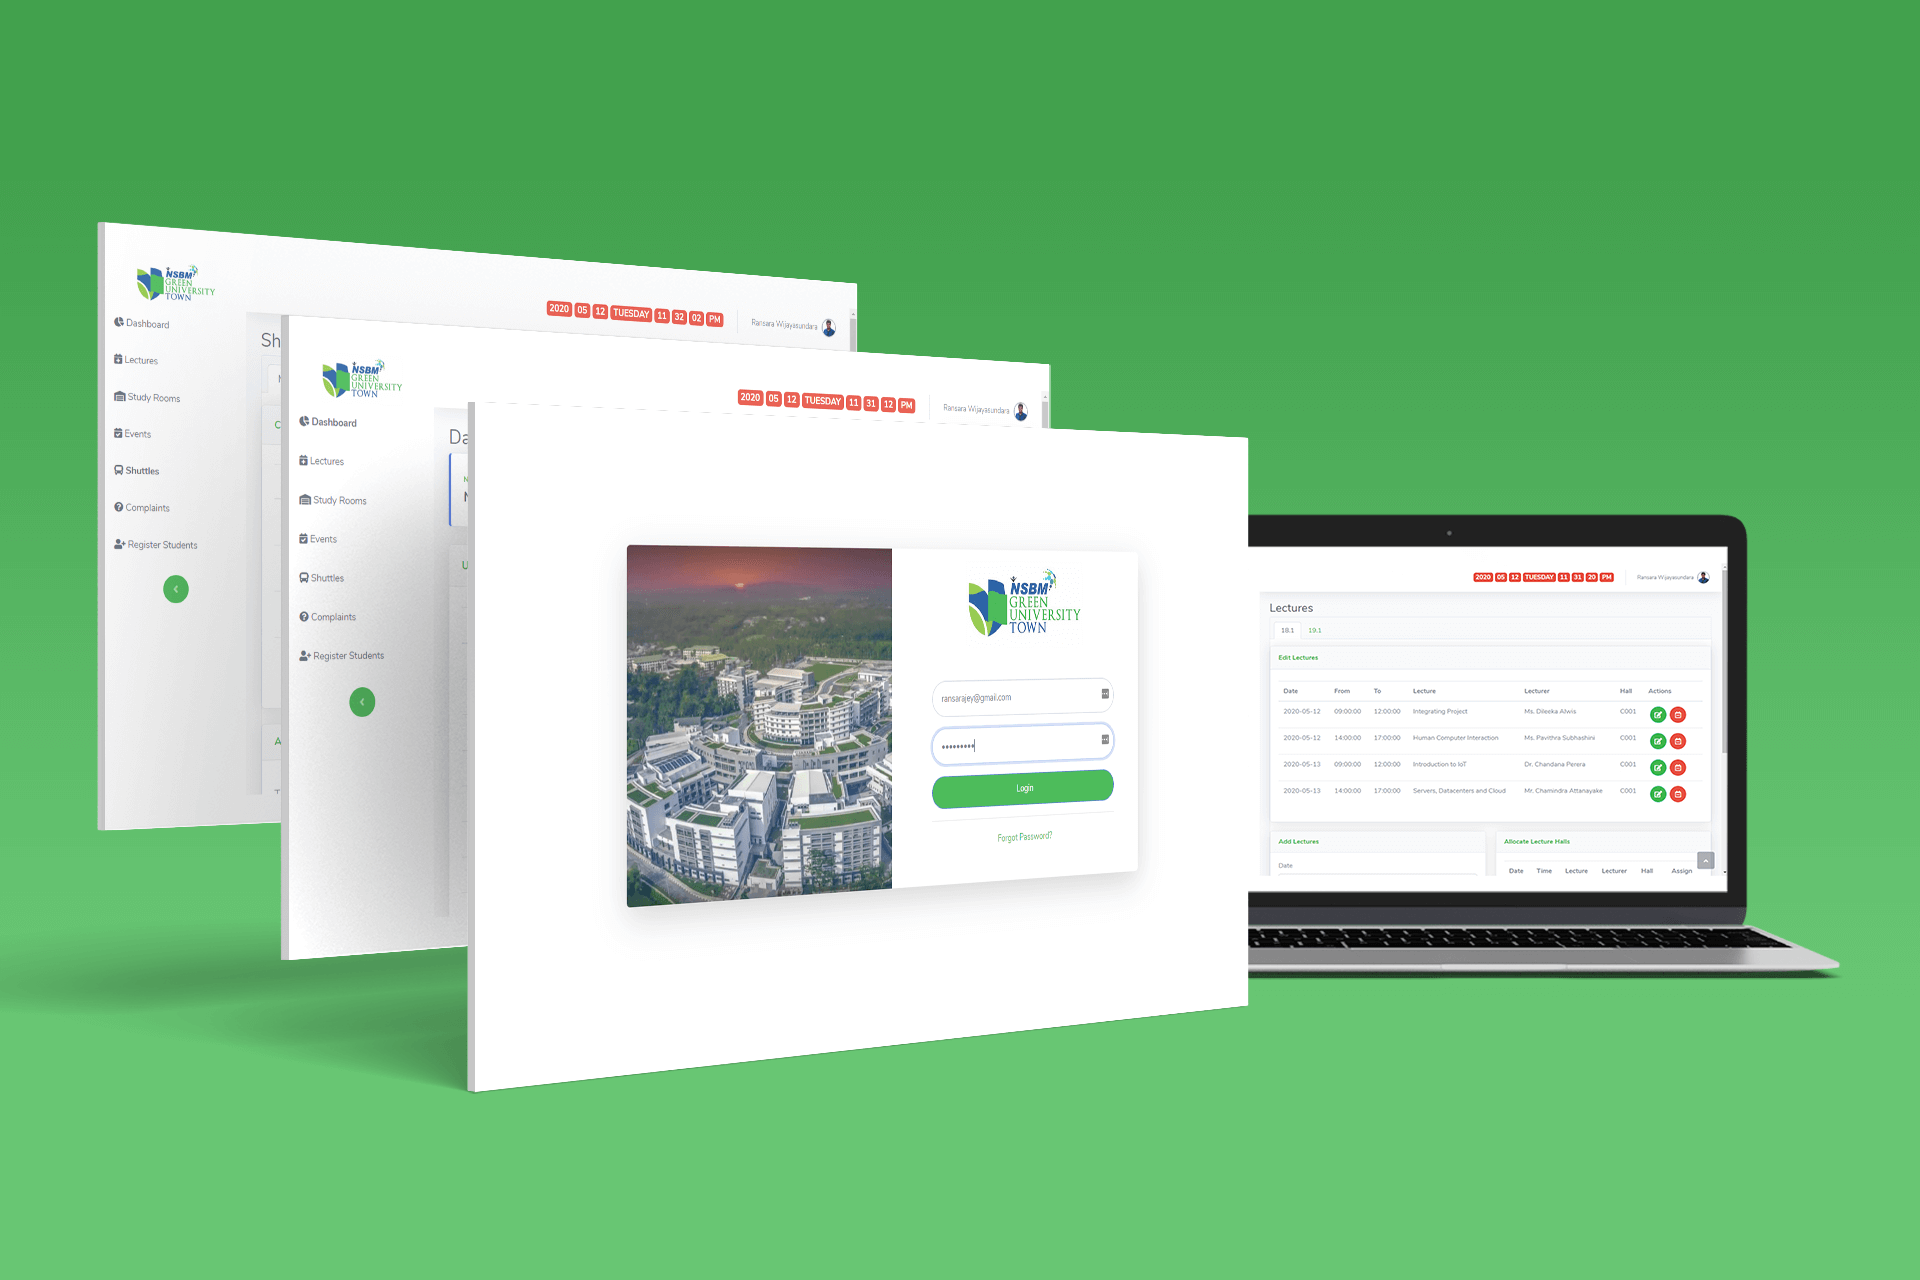 NSBM
GREEN
UNIVERSITY
TOWN
2020 05 12 TUESDAY 11 32 02 PM
Ransara Wijayasundara
Dashboard
Lectures
Study Rooms
Events
Shuttles
Complaints
Register Students
Sh
NSBM
GREEN
UNIVERSITY
TOWN
2020 05 12 TUESDAY 11 31 12 PM
Ransara Wijayasundara
Dashboard
Lectures
Study Rooms
Events
Shuttles
Complaints
Register Students
Da
NSBM
GREEN
UNIVERSITY
TOWN
ransarajey@gmail.com
Login
Forgot Password?
2020 05 12 TUESDAY 11 31 20 PM
Ransara Wijayasundara
Lectures
18.1 19.1
Edit Lectures
Date From To Lecture Lecturer Hall Actions
2020-05-12 09:00:00 12:00:00 Integrating Project Ms. Dileeka Alwis C001
2020-05-12 14:00:00 17:00:00 Human Computer Interaction Ms. Pavithra Subhashini C001
2020-05-13 09:00:00 12:00:00 Introduction to IoT Dr. Chandana Perera C001
2020-05-13 14:00:00 17:00:00 Servers, Datacenters and Cloud Mr. Chamindra Attanayake C001
Add Lectures
Date
Allocate Lecture Halls
Date Time Lecture Lecturer Hall Assign